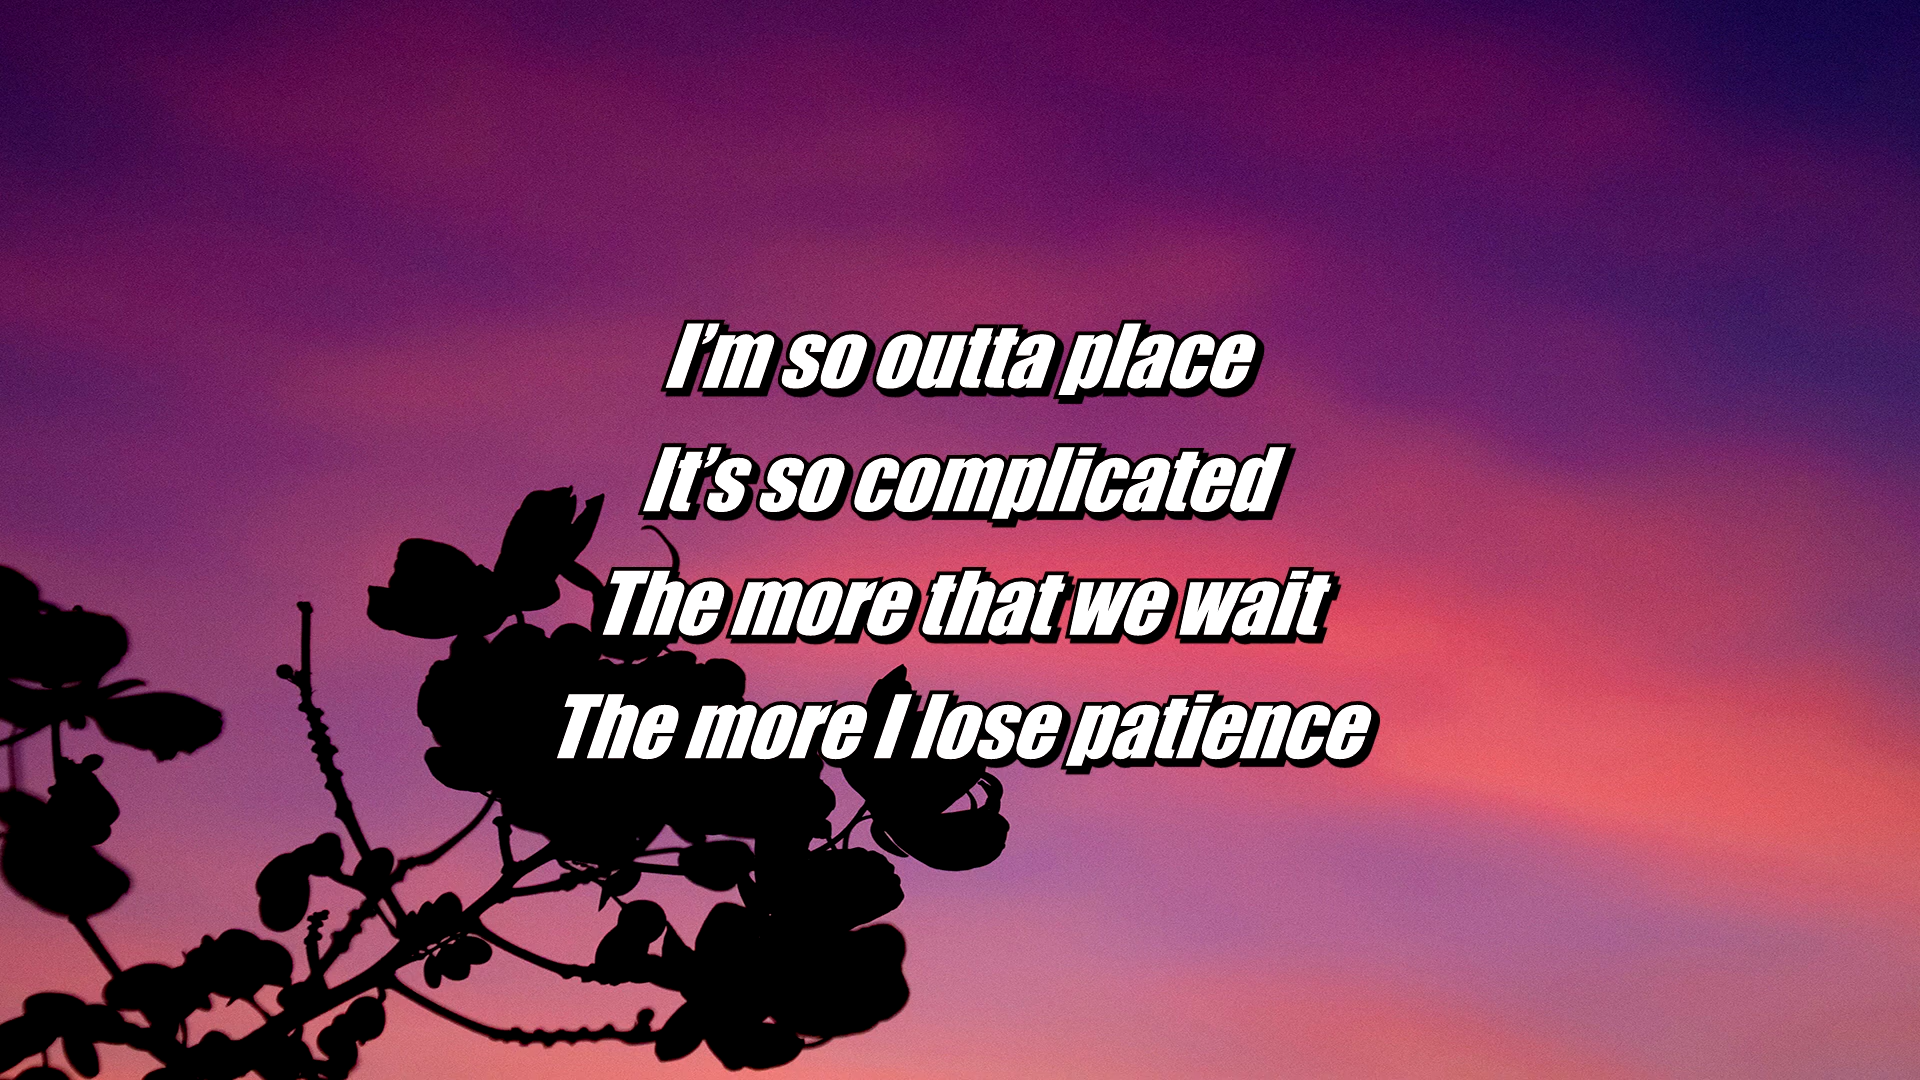 I’m so outta place
It’s so complicated
The more that we wait
The more I lose patience